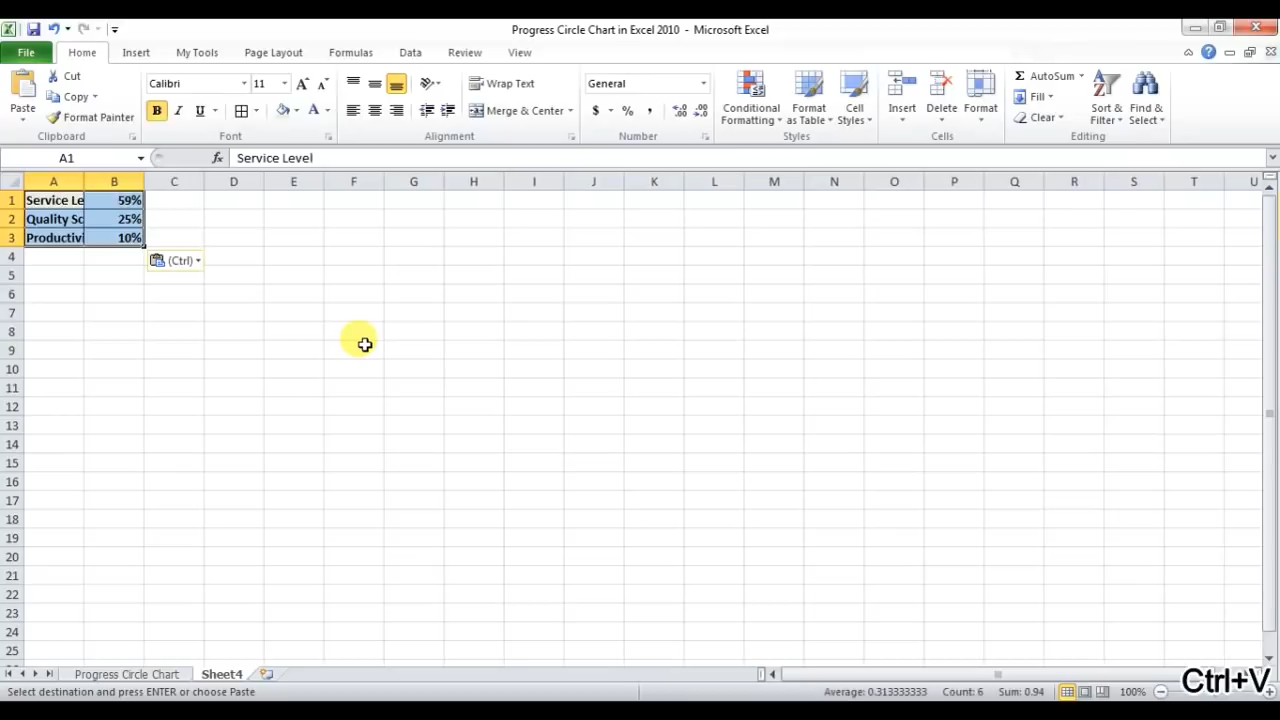 Progress Circle Chart in Excel 2010 - Microsoft Excel
File Home Insert My Tools Page Layout Formulas Data Review View
Cut
Copy
Format Painter
Paste
Clipboard
Calibri 11
B I U
Font
Wrap Text
Merge & Center
Alignment
General
$ % ,
Number
Conditional Formatting
Format as Table
Cell Styles
Styles
Insert
Delete
Format
Cells
AutoSum
Fill
Clear
Sort & Filter
Find & Select
Editing
A1 fx Service Level
A B C D E F G H I J K L M N O P Q R S T U
1 Service Le 59%
2 Quality Sc 25%
3 Productivi 10%
4 (Ctrl)
5
6
7
8
9
10
11
12
13
14
15
16
17
18
19
20
21
22
23
24
25
Progress Circle Chart Sheet4
Select destination and press ENTER or choose Paste Average: 0.313333333 Count: 6 Sum: 0.94 100%
Ctrl+V